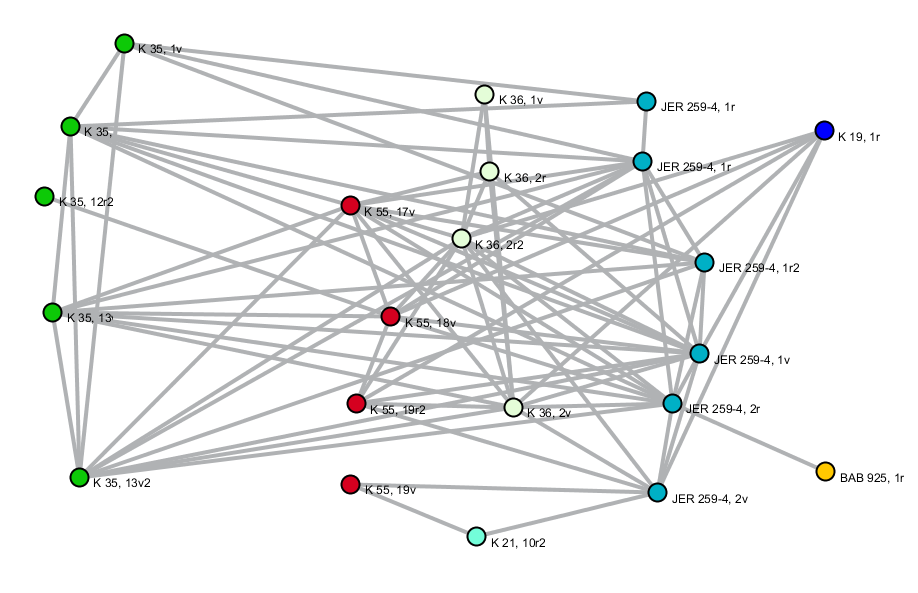 K 35, 1v
K 36, 1v
JER 259-4, 1r
K 35,
K 19, 1r
JER 259-4, 1r
K 36, 2r
K 35, 12r2
K 55, 17v
K 36, 2r2
JER 259-4, 1r2
K 35, 13
K 55, 18v
JER 259-4, 1v
K 55, 19r2
K 36, 2v
JER 259-4, 2r
K 35, 13v2
BAB 925, 1r
K 55, 19v
JER 259-4, 2v
K 21, 10r2